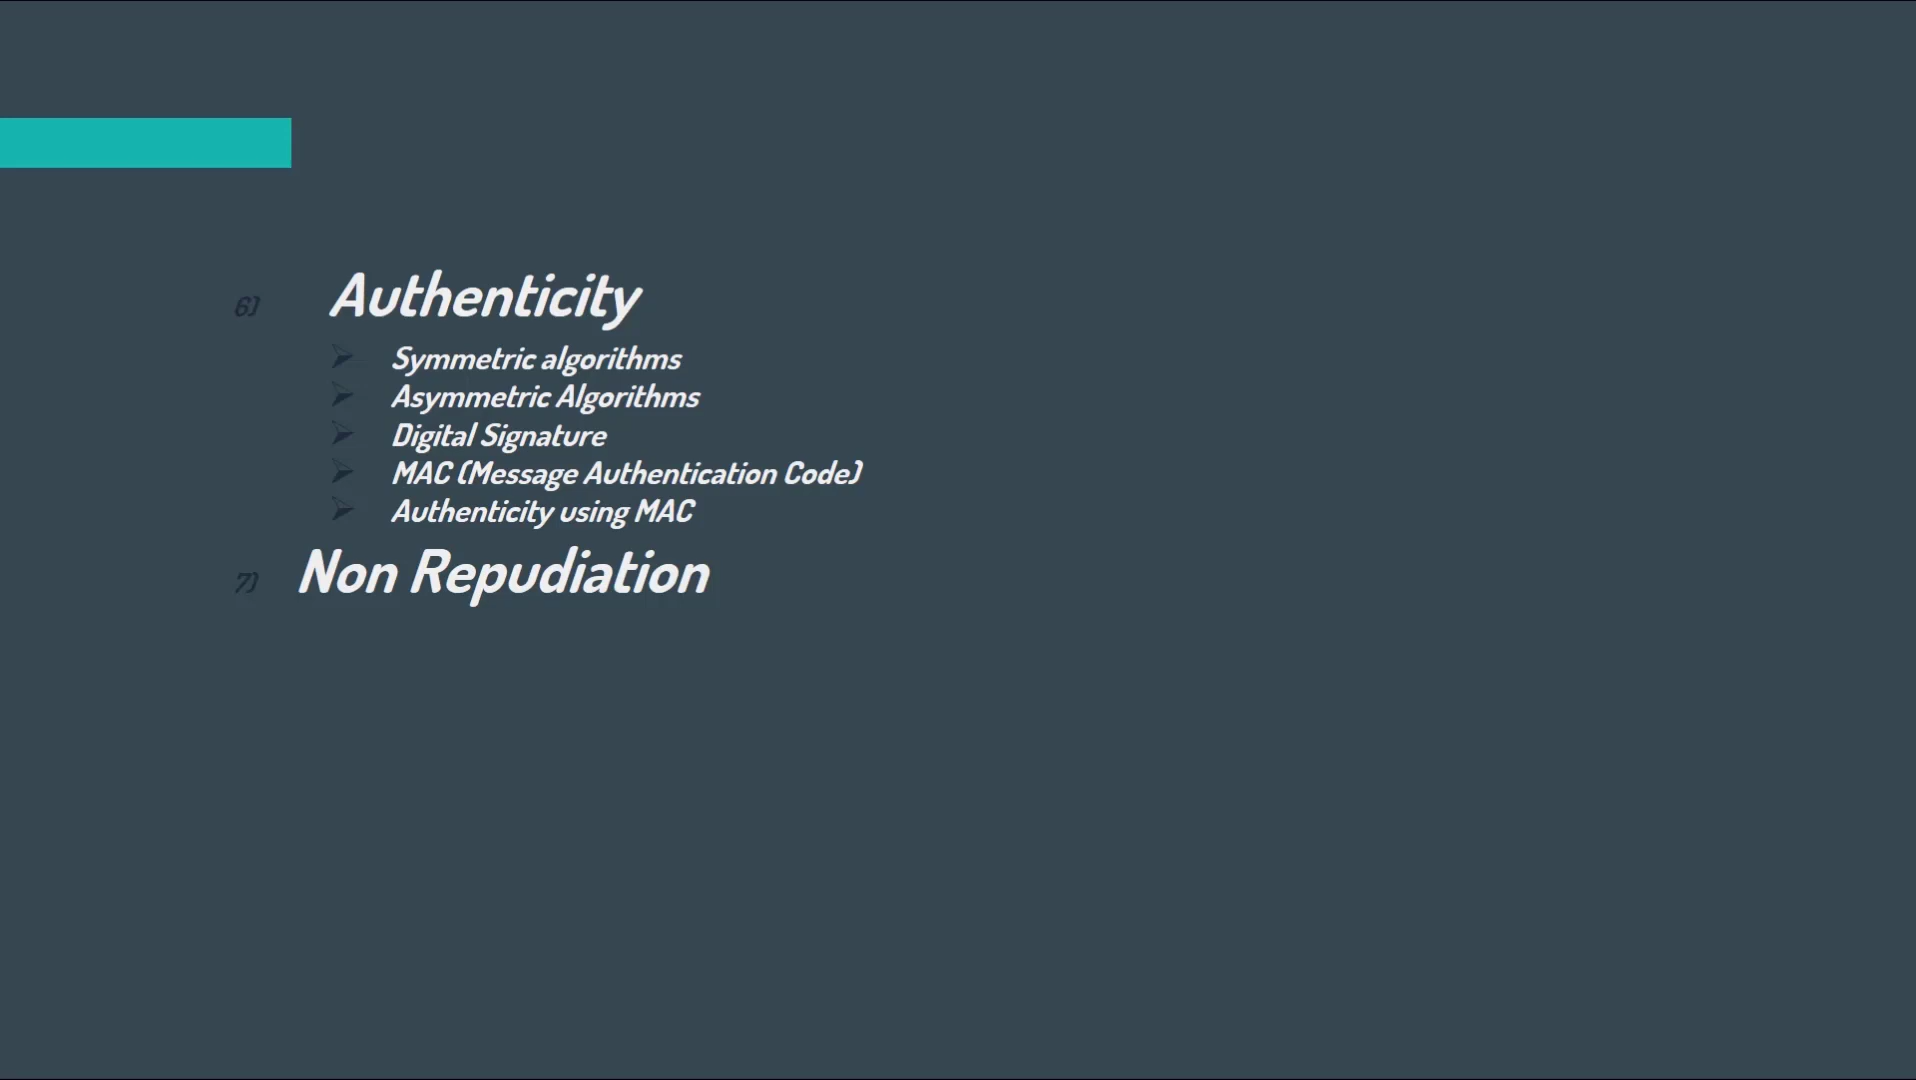 6) Authenticity
➢ Symmetric algorithms
➢ Asymmetric Algorithms
➢ Digital Signature
➢ MAC (Message Authentication Code)
➢ Authenticity using MAC
7) Non Repudiation